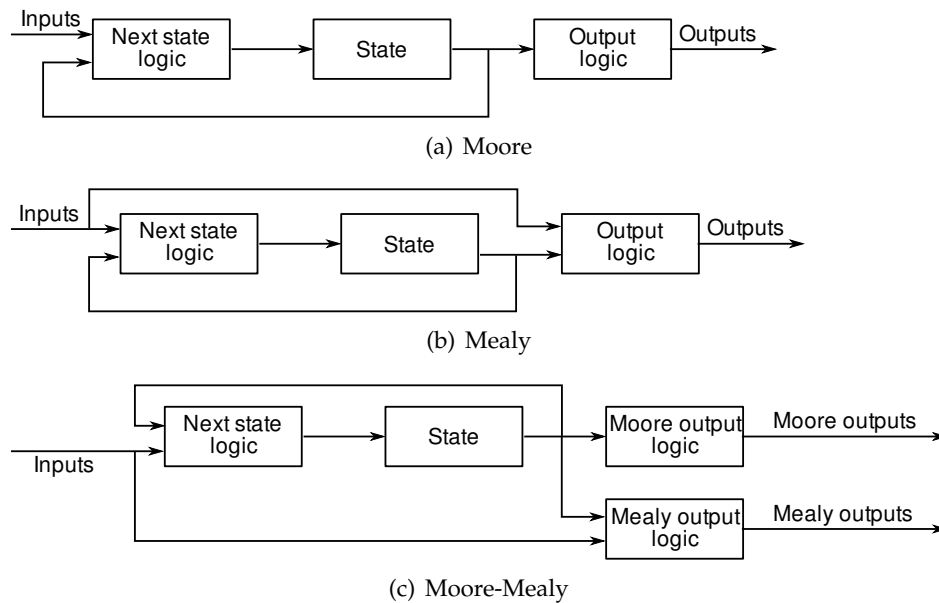 Inputs
Next state
logic
State
Output
logic
Outputs
(a) Moore
Inputs
Next state
logic
State
Output
logic
Outputs
(b) Mealy
Inputs
Next state
logic
State
Moore output
logic
Moore outputs
Mealy output
logic
Mealy outputs
(c) Moore-Mealy